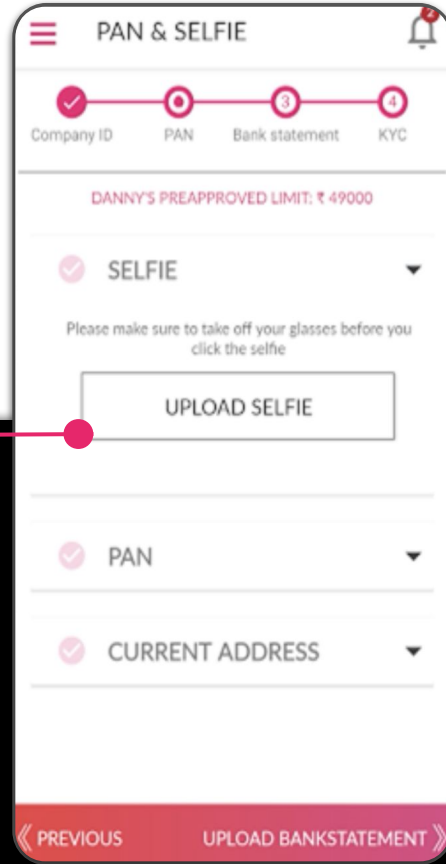 PAN & SELFIE
2
3
4
Company ID
PAN
Bank statement
KYC
DANNY'S PREAPPROVED LIMIT: ₹ 49000
SELFIE
Please make sure to take off your glasses before you
click the selfie
UPLOAD SELFIE
PAN
CURRENT ADDRESS
《 PREVIOUS
UPLOAD BANKSTATEMENT 》